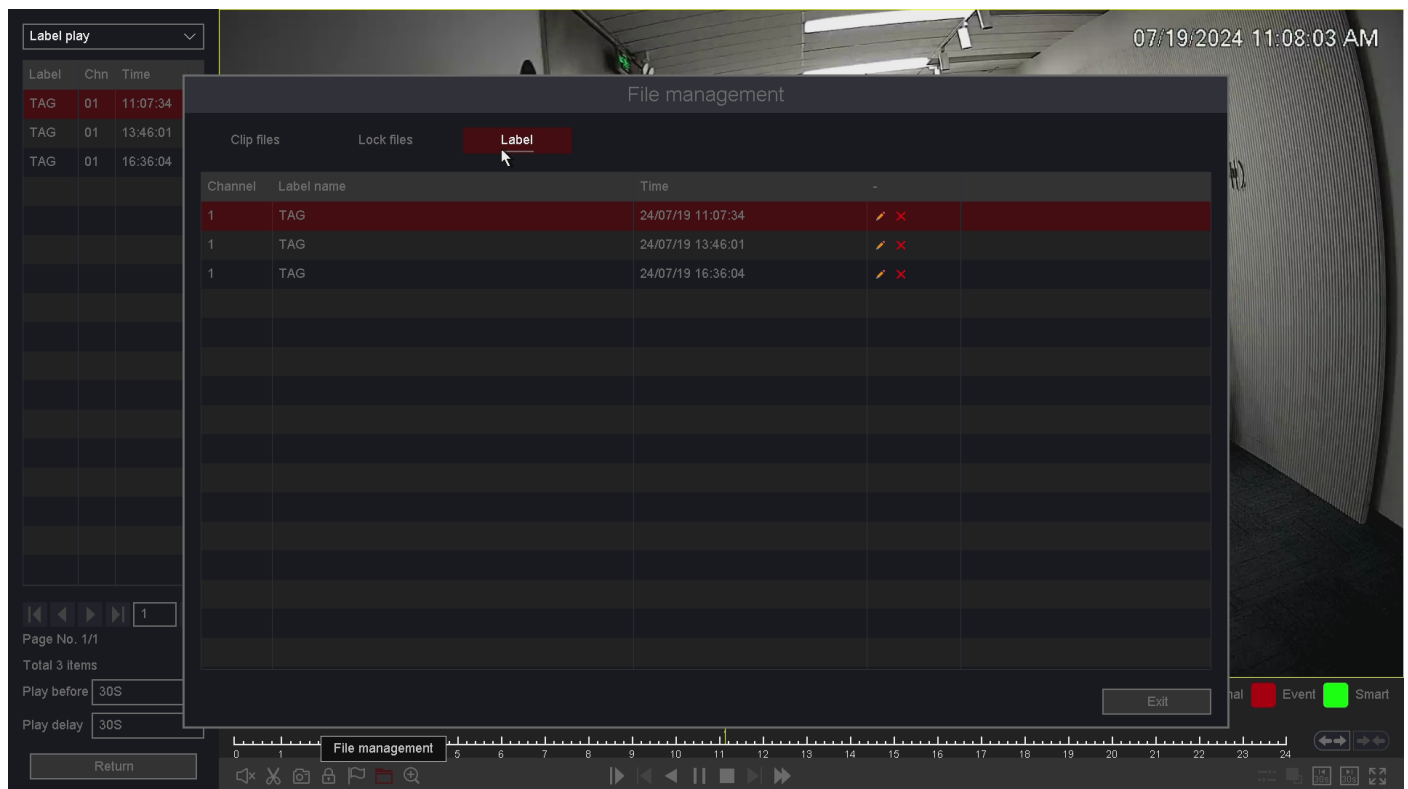 Label play
07/19/2024 11:08:03 AM
Label Chn Time
TAG 01 11:07:34
TAG 01 13:46:01
TAG 01 16:36:04
File management
Clip files Lock files Label
Channel Label name Time -
1 TAG 24/07/19 11:07:34
1 TAG 24/07/19 13:46:01
1 TAG 24/07/19 16:36:04
1
Page No. 1/1
Total 3 items
Play before 30S
Play delay 30S
Return
Exit
Event Smart
File management
0 1 5 6 7 8 9 10 11 12 13 14 15 16 17 18 19 20 21 22 23 24
30s 30s